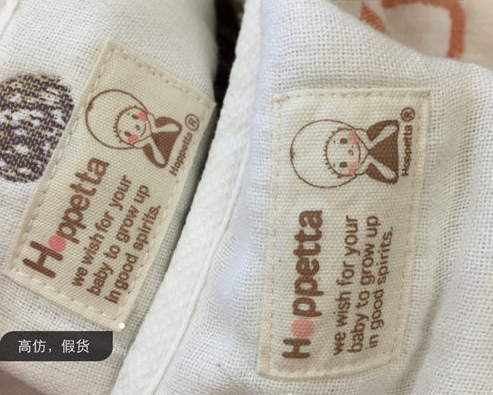 Hoppetta
we wish for your
baby to grow up
in good spirits.
Hoppetta®
Hoppetta
we wish for your
baby to grow up
in good spirits.
Hoppetta®
高仿，假货